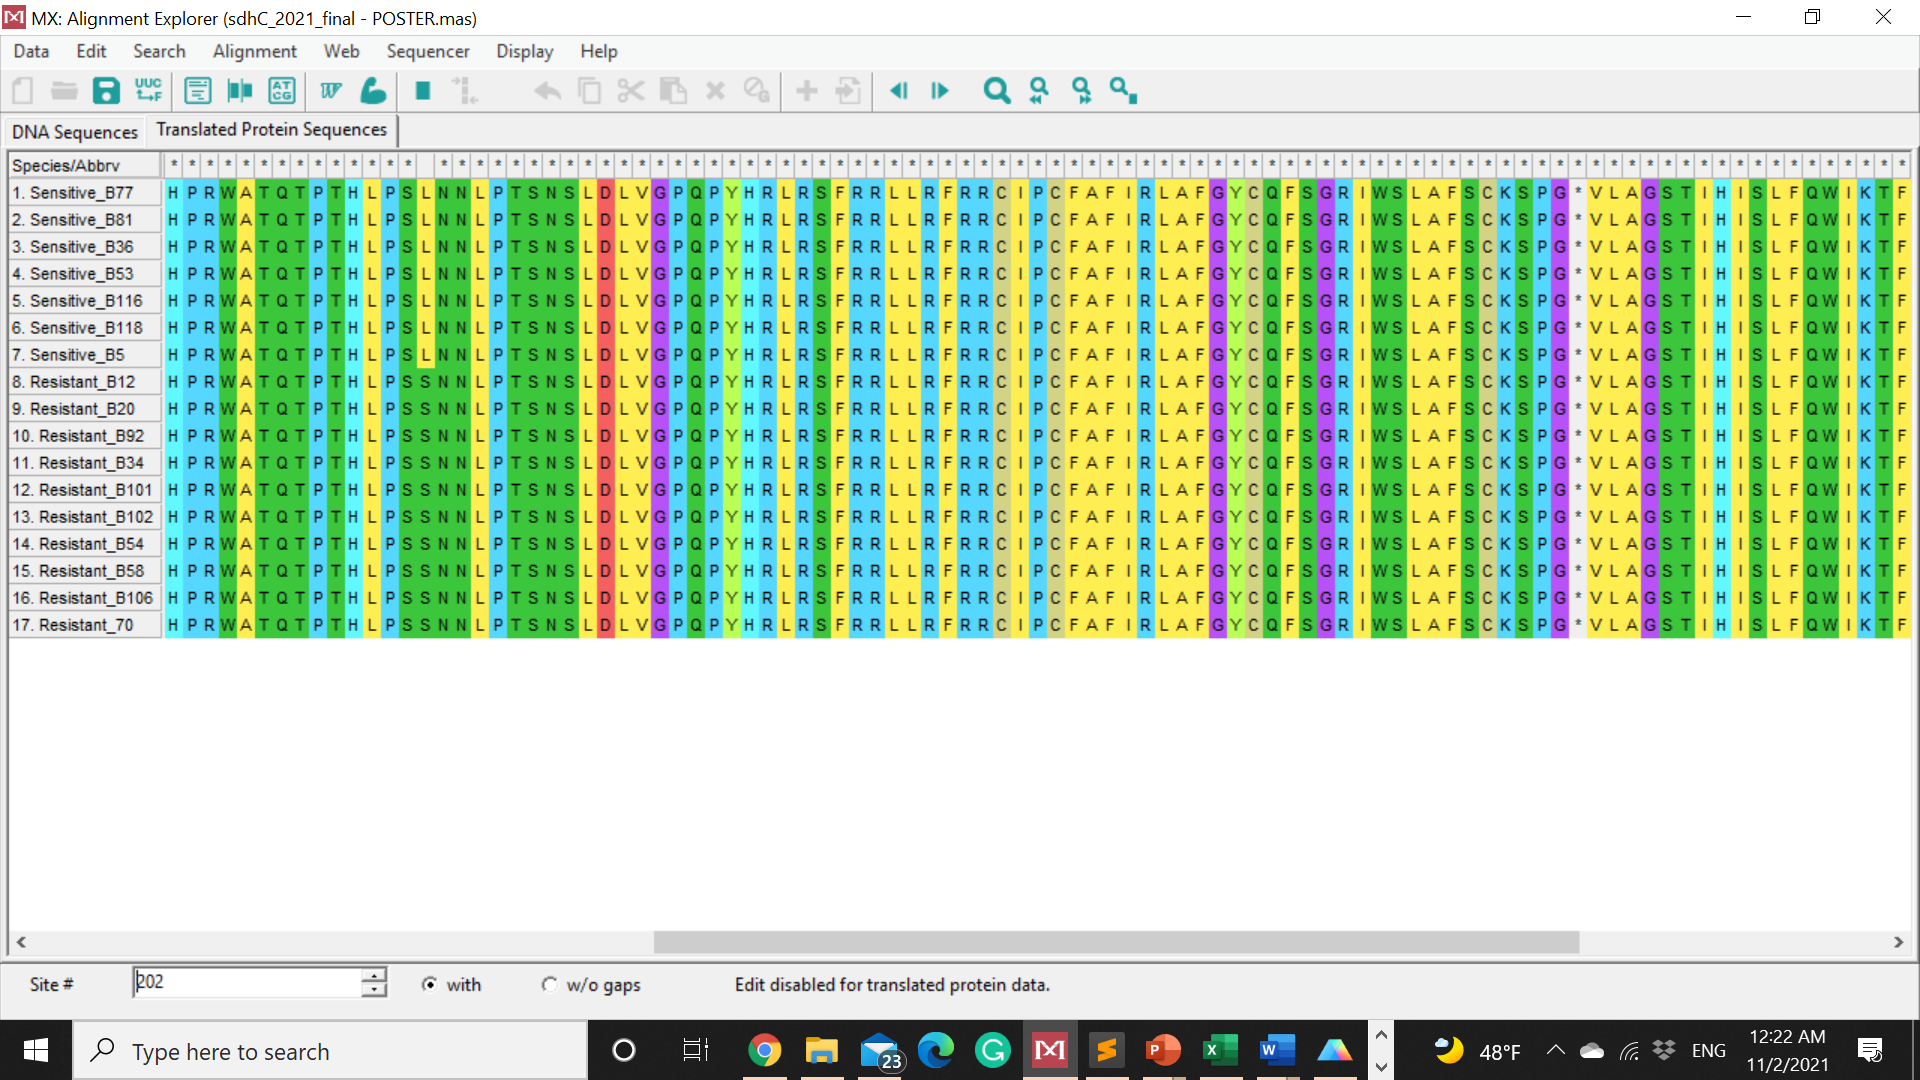 MX: Alignment Explorer (sdhC_2021_final - POSTER.mas)
Data Edit Search Alignment Web Sequencer Display Help
DNA Sequences Translated Protein Sequences
Species/Abbrv * * * * * * * * * * * * * * * * * * * * * * * * * * * * * * * * * * * * * * * * * * * * * * * * * * * * * * * * * * * * * * * * * * * * * * * * * * * * * * * * * * * * * * * * * * * * * * * *
1. Sensitive_B77 H P R W A T Q T P T H L P S L N N L P T S N S L D L V G P Q P Y H R L R S F R R L L R F R R C I P C F A F I R L A F G Y C Q F S G R I W S L A F S C K S P G * V L A G S T I H I S L F Q W I K T F
2. Sensitive_B81 H P R W A T Q T P T H L P S L N N L P T S N S L D L V G P Q P Y H R L R S F R R L L R F R R C I P C F A F I R L A F G Y C Q F S G R I W S L A F S C K S P G * V L A G S T I H I S L F Q W I K T F
3. Sensitive_B36 H P R W A T Q T P T H L P S L N N L P T S N S L D L V G P Q P Y H R L R S F R R L L R F R R C I P C F A F I R L A F G Y C Q F S G R I W S L A F S C K S P G * V L A G S T I H I S L F Q W I K T F
4. Sensitive_B53 H P R W A T Q T P T H L P S L N N L P T S N S L D L V G P Q P Y H R L R S F R R L L R F R R C I P C F A F I R L A F G Y C Q F S G R I W S L A F S C K S P G * V L A G S T I H I S L F Q W I K T F
5. Sensitive_B116 H P R W A T Q T P T H L P S L N N L P T S N S L D L V G P Q P Y H R L R S F R R L L R F R R C I P C F A F I R L A F G Y C Q F S G R I W S L A F S C K S P G * V L A G S T I H I S L F Q W I K T F
6. Sensitive_B118 H P R W A T Q T P T H L P S L N N L P T S N S L D L V G P Q P Y H R L R S F R R L L R F R R C I P C F A F I R L A F G Y C Q F S G R I W S L A F S C K S P G * V L A G S T I H I S L F Q W I K T F
7. Sensitive_B5 H P R W A T Q T P T H L P S L N N L P T S N S L D L V G P Q P Y H R L R S F R R L L R F R R C I P C F A F I R L A F G Y C Q F S G R I W S L A F S C K S P G * V L A G S T I H I S L F Q W I K T F
8. Resistant_B12 H P R W A T Q T P T H L P S S N N L P T S N S L D L V G P Q P Y H R L R S F R R L L R F R R C I P C F A F I R L A F G Y C Q F S G R I W S L A F S C K S P G * V L A G S T I H I S L F Q W I K T F
9. Resistant_B20 H P R W A T Q T P T H L P S S N N L P T S N S L D L V G P Q P Y H R L R S F R R L L R F R R C I P C F A F I R L A F G Y C Q F S G R I W S L A F S C K S P G * V L A G S T I H I S L F Q W I K T F
10. Resistant_B92 H P R W A T Q T P T H L P S S N N L P T S N S L D L V G P Q P Y H R L R S F R R L L R F R R C I P C F A F I R L A F G Y C Q F S G R I W S L A F S C K S P G * V L A G S T I H I S L F Q W I K T F
11. Resistant_B34 H P R W A T Q T P T H L P S S N N L P T S N S L D L V G P Q P Y H R L R S F R R L L R F R R C I P C F A F I R L A F G Y C Q F S G R I W S L A F S C K S P G * V L A G S T I H I S L F Q W I K T F
12. Resistant_B101 H P R W A T Q T P T H L P S S N N L P T S N S L D L V G P Q P Y H R L R S F R R L L R F R R C I P C F A F I R L A F G Y C Q F S G R I W S L A F S C K S P G * V L A G S T I H I S L F Q W I K T F
13. Resistant_B102 H P R W A T Q T P T H L P S S N N L P T S N S L D L V G P Q P Y H R L R S F R R L L R F R R C I P C F A F I R L A F G Y C Q F S G R I W S L A F S C K S P G * V L A G S T I H I S L F Q W I K T F
14. Resistant_B54 H P R W A T Q T P T H L P S S N N L P T S N S L D L V G P Q P Y H R L R S F R R L L R F R R C I P C F A F I R L A F G Y C Q F S G R I W S L A F S C K S P G * V L A G S T I H I S L F Q W I K T F
15. Resistant_B58 H P R W A T Q T P T H L P S S N N L P T S N S L D L V G P Q P Y H R L R S F R R L L R F R R C I P C F A F I R L A F G Y C Q F S G R I W S L A F S C K S P G * V L A G S T I H I S L F Q W I K T F
16. Resistant_B106 H P R W A T Q T P T H L P S S N N L P T S N S L D L V G P Q P Y H R L R S F R R L L R F R R C I P C F A F I R L A F G Y C Q F S G R I W S L A F S C K S P G * V L A G S T I H I S L F Q W I K T F
17. Resistant_70 H P R W A T Q T P T H L P S S N N L P T S N S L D L V G P Q P Y H R L R S F R R L L R F R R C I P C F A F I R L A F G Y C Q F S G R I W S L A F S C K S P G * V L A G S T I H I S L F Q W I K T F
Site # 202 with w/o gaps Edit disabled for translated protein data.
Type here to search 23 48°F ENG 12:22 AM
11/2/2021